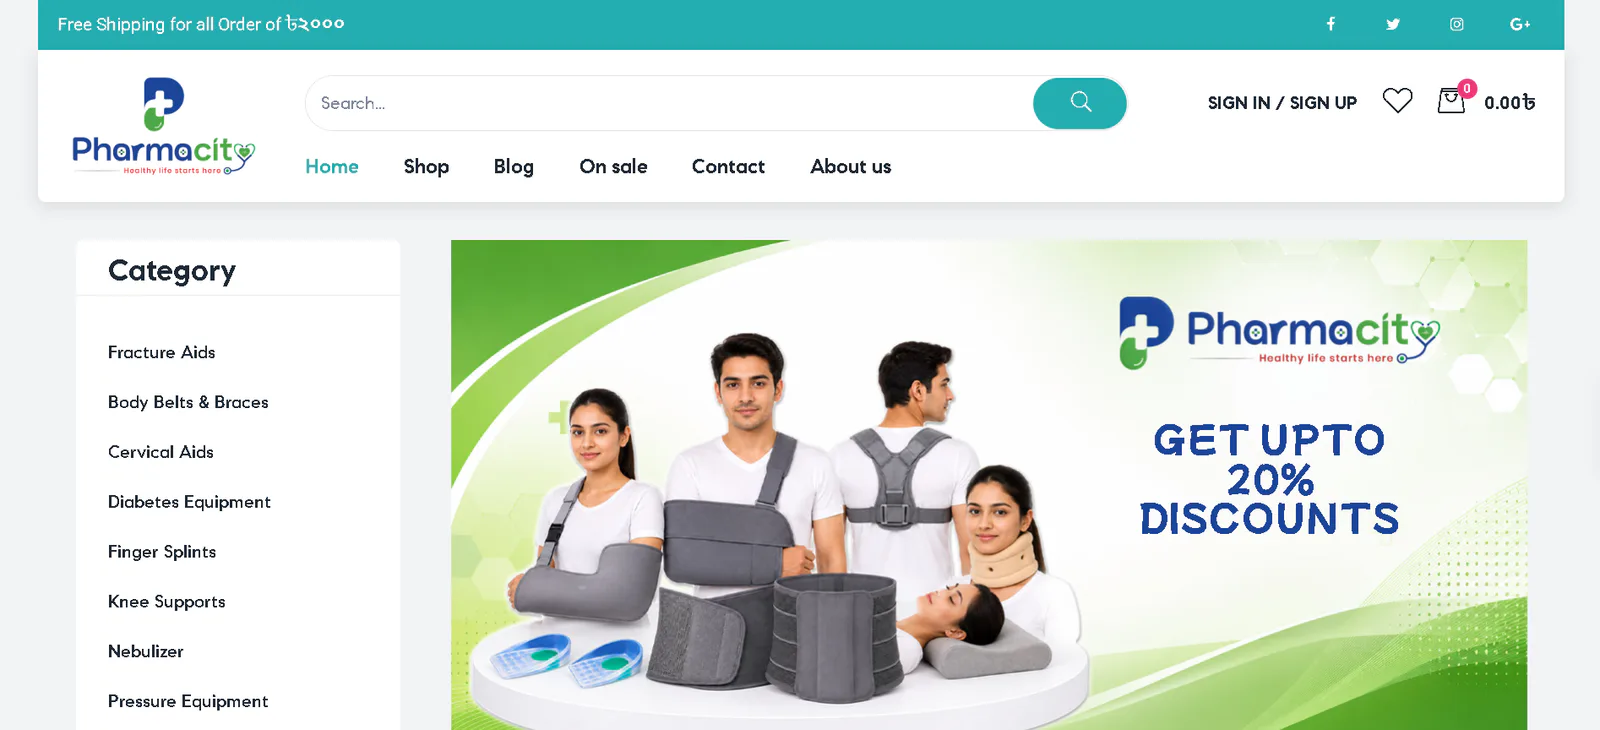 Free Shipping for all Order of ৳২০০০
Pharmacity
Healthy life starts here
Search...
SIGN IN / SIGN UP
0
0.00৳
Home
Shop
Blog
On sale
Contact
About us
Category
Fracture Aids
Body Belts & Braces
Cervical Aids
Diabetes Equipment
Finger Splints
Knee Supports
Nebulizer
Pressure Equipment
Pharmacity
Healthy life starts here
GET UPTO
20%
DISCOUNTS